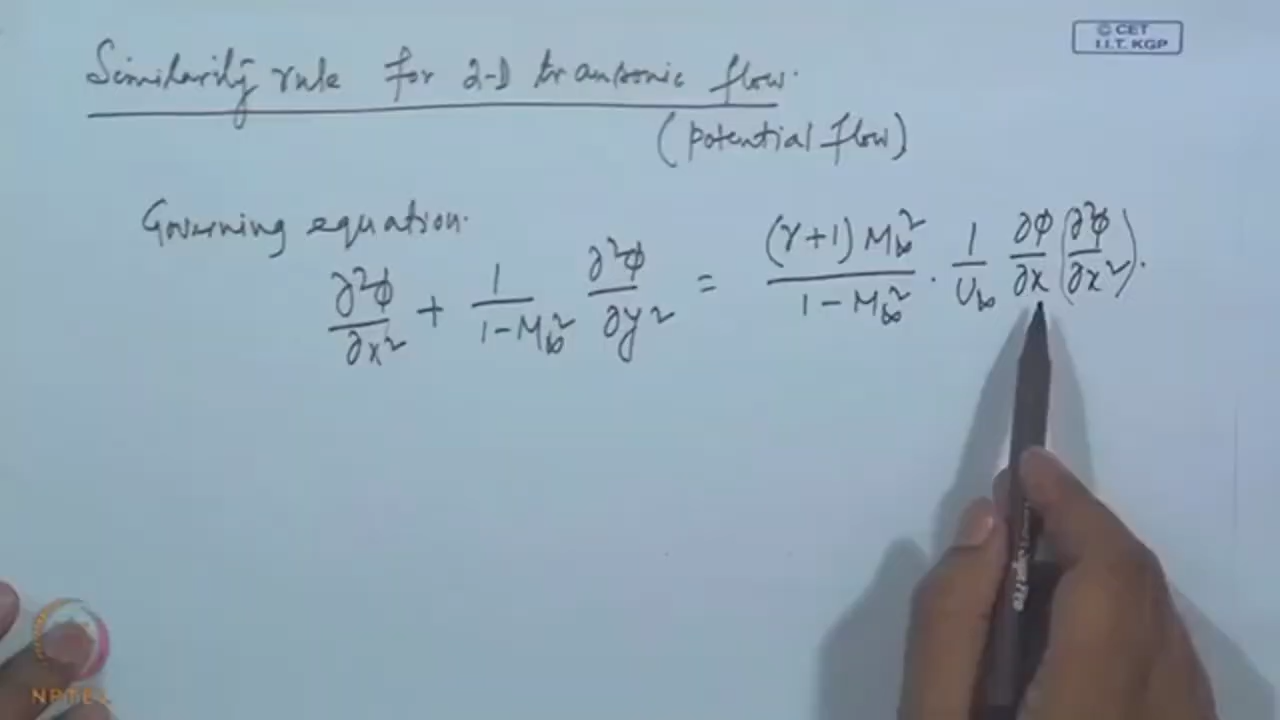 © CET
I.I.T. KGP
Similarity rule for 2-D transonic flow.
(potential flow)
Governing equation.
∂²ϕ/∂x² + 1/(1-M∞²) ∂²ϕ/∂y² = (γ+1)M∞²/(1-M∞²) · 1/U∞ ∂ϕ/∂x (∂²ϕ/∂x²).
NPTEL